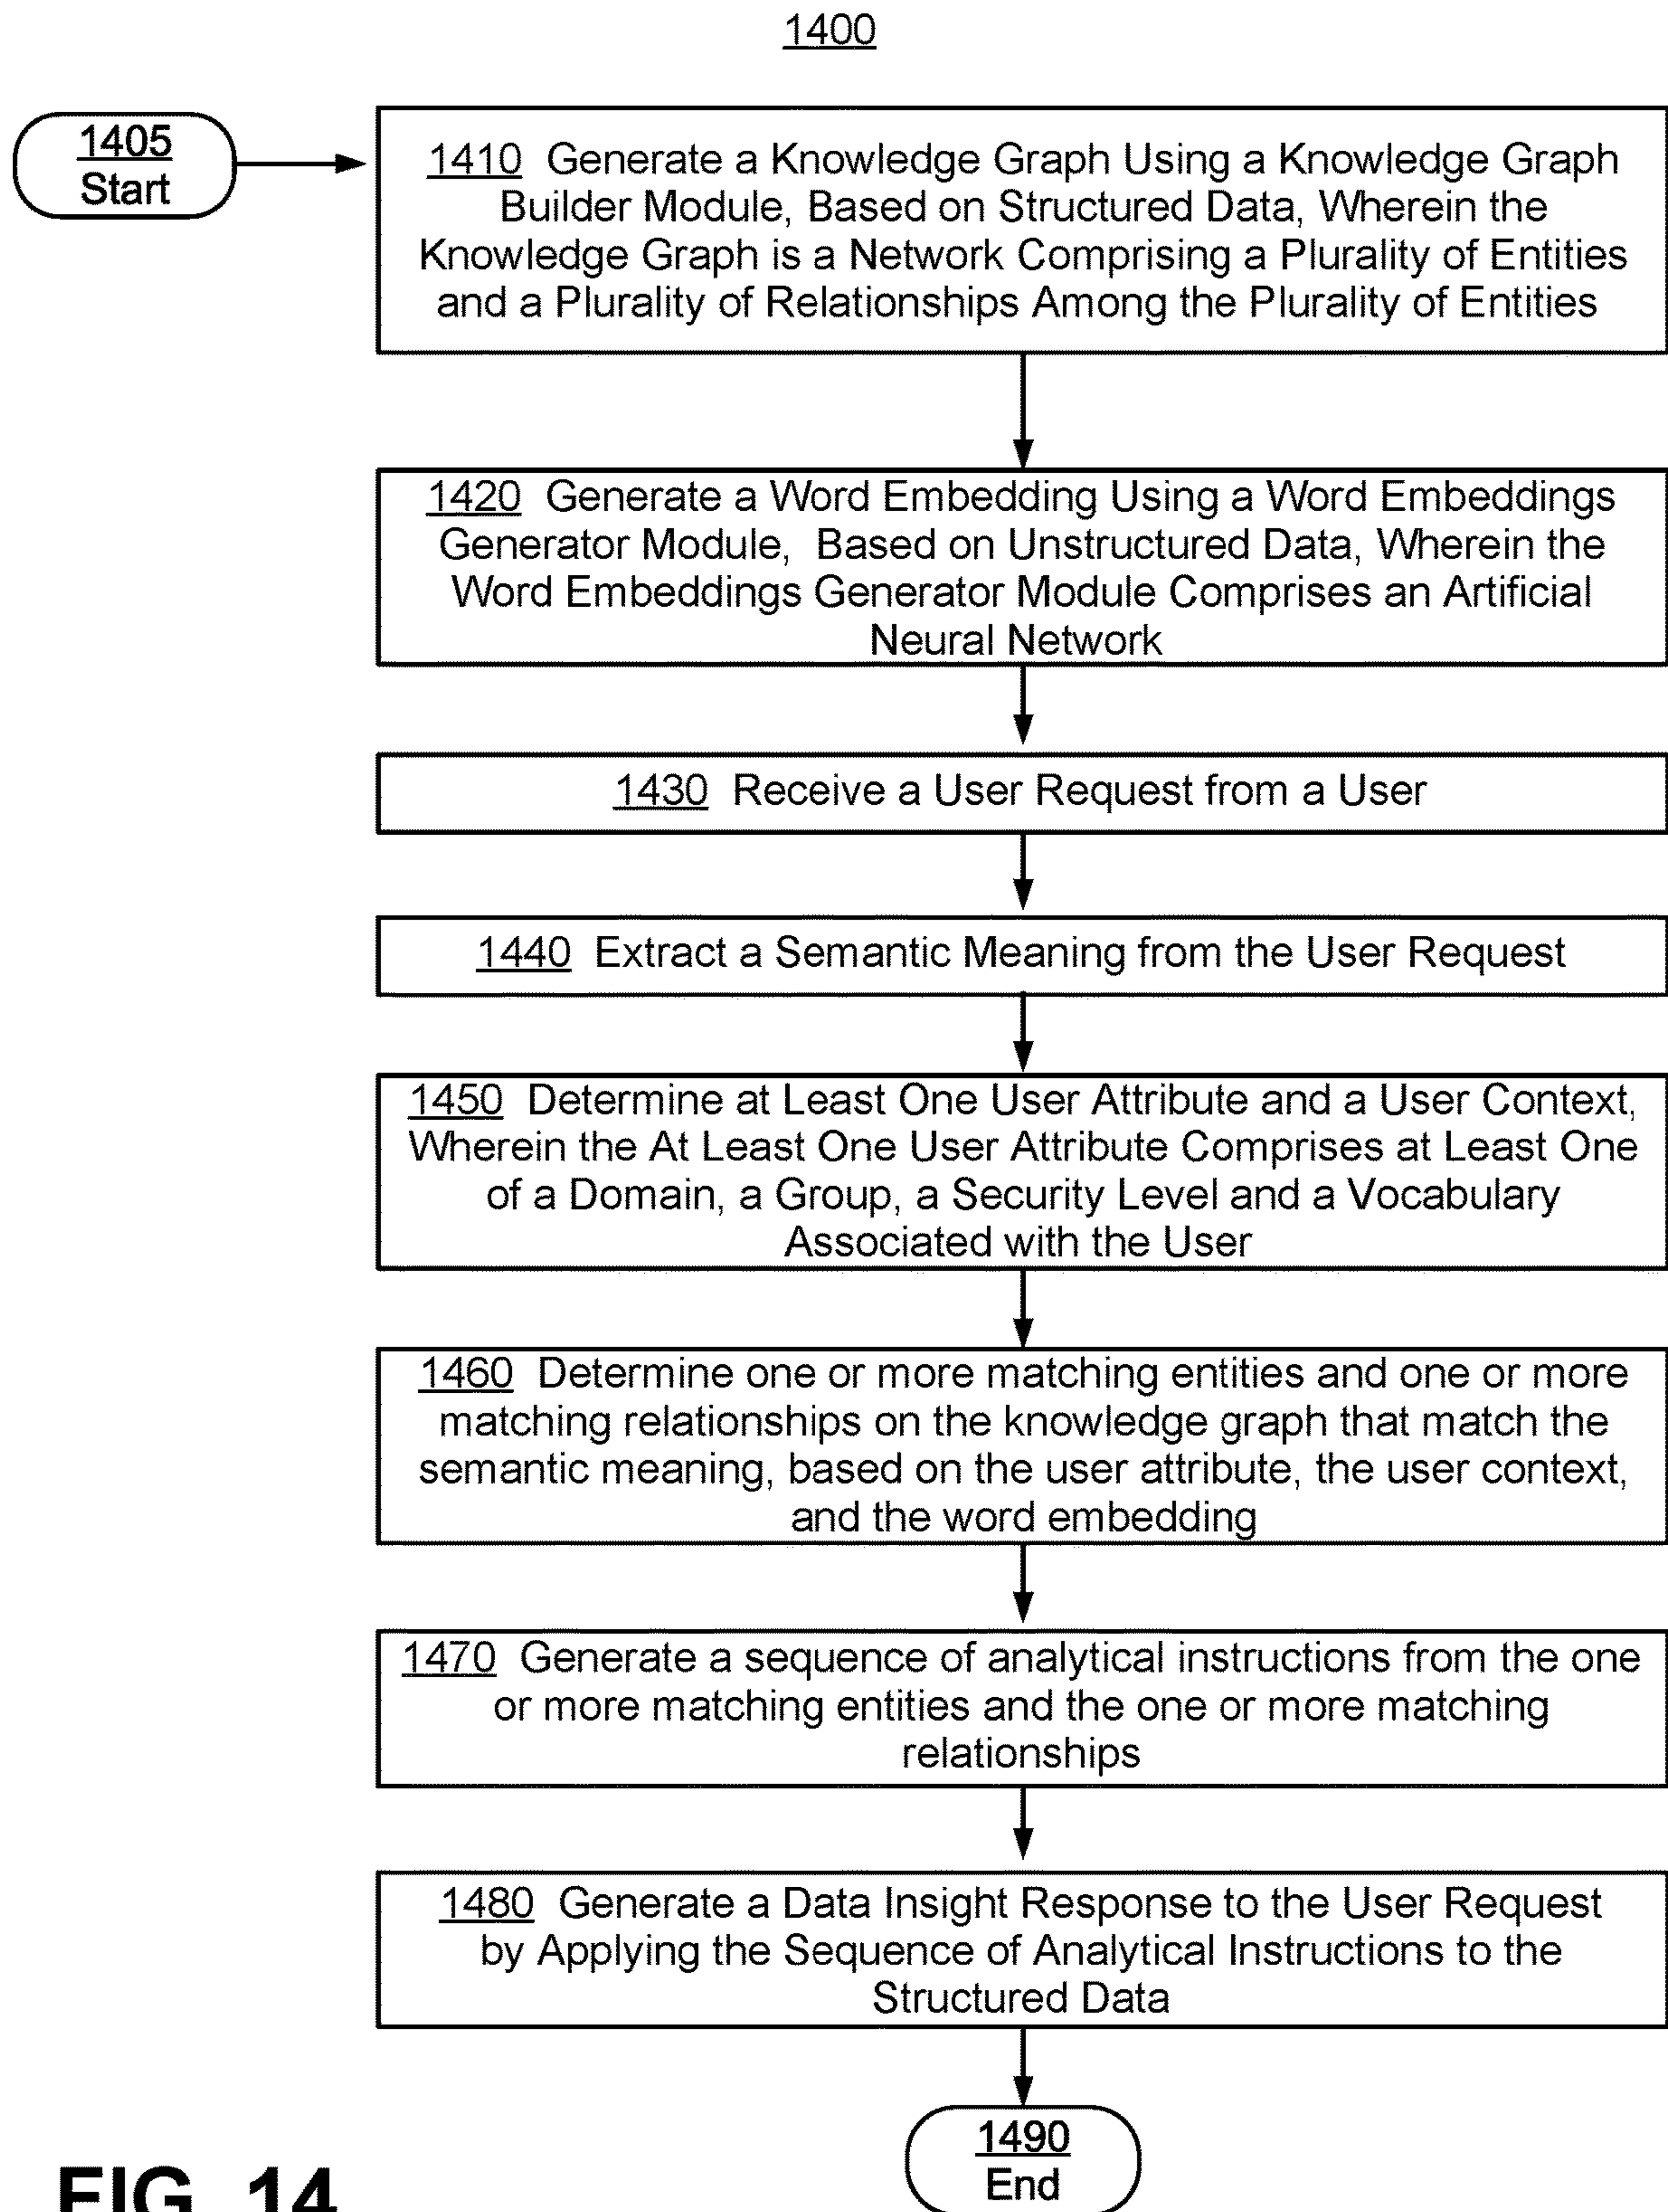 1400
1405
Start
1410 Generate a Knowledge Graph Using a Knowledge Graph
Builder Module, Based on Structured Data, Wherein the
Knowledge Graph is a Network Comprising a Plurality of Entities
and a Plurality of Relationships Among the Plurality of Entities
1420 Generate a Word Embedding Using a Word Embeddings
Generator Module, Based on Unstructured Data, Wherein the
Word Embeddings Generator Module Comprises an Artificial
Neural Network
1430 Receive a User Request from a User
1440 Extract a Semantic Meaning from the User Request
1450 Determine at Least One User Attribute and a User Context,
Wherein the At Least One User Attribute Comprises at Least One
of a Domain, a Group, a Security Level and a Vocabulary
Associated with the User
1460 Determine one or more matching entities and one or more
matching relationships on the knowledge graph that match the
semantic meaning, based on the user attribute, the user context,
and the word embedding
1470 Generate a sequence of analytical instructions from the one
or more matching entities and the one or more matching
relationships
1480 Generate a Data Insight Response to the User Request
by Applying the Sequence of Analytical Instructions to the
Structured Data
1490
End
FIG. 14